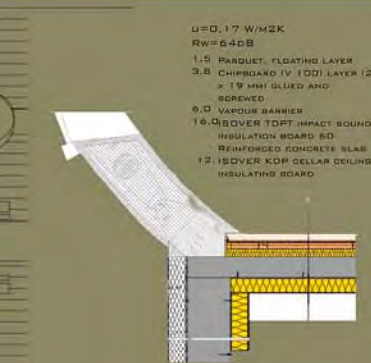 U=0,17 W/M2K
RW=64DB
1,5 PARQUET, FLOATING LAYER
3,8 CHIPBOARD (V 100) LAYER (2
X 19 MM) GLUED AND
SCREWED
6,0 VAPOUR BARRIER
16,0 ISOVER TDPT IMPACT SOUND
INSULATION BOARD 60
REINFORCED CONCRETE SLAB
12, ISOVER KDP CELLAR CEILING
INSULATING BOARD